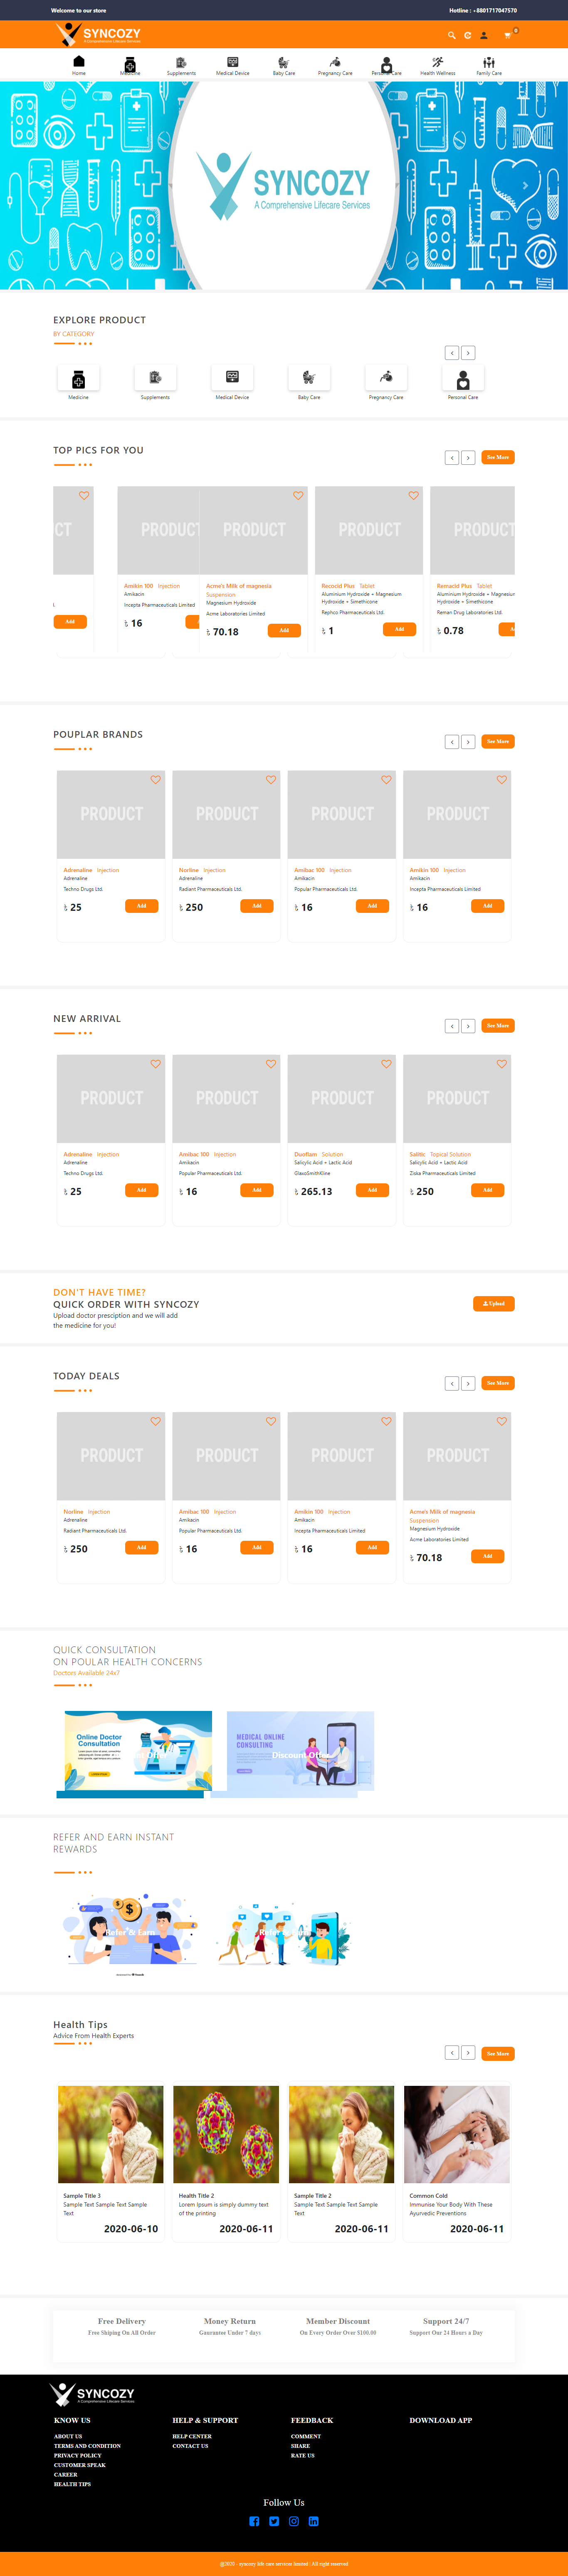 Welcome to our store
Hotline : +8801717047570
SYNCOZY
A Comprehensive Lifecare Services
0
Home
Medicine
Supplements
Medical Device
Baby Care
Pregnancy Care
Personal Care
Health Wellness
Family Care
SYNCOZY
A Comprehensive Lifecare Services
EXPLORE PRODUCT
BY CATEGORY
Medicine
Supplements
Medical Device
Baby Care
Pregnancy Care
Personal Care
TOP PICS FOR YOU
See More
PRODUCT
Add
Amikin 100 Injection
Amikacin
Incepta Pharmaceuticals Limited
৳ 16
PRODUCT
Acme's Milk of magnesia
Suspension
Magnesium Hydroxide
Acme Laboratories Limited
৳ 70.18
Add
PRODUCT
Recocid Plus Tablet
Aluminium Hydroxide + Magnesium
Hydroxide + Simethicone
Rephco Pharmaceuticals Ltd.
৳ 1
Add
Remacid Plus Tablet
Aluminium Hydroxide + Magnesium
Hydroxide + Simethicone
Reman Drug Laboratories Ltd.
৳ 0.78
POUPLAR BRANDS
See More
PRODUCT
Adrenaline Injection
Adrenaline
Techno Drugs Ltd.
৳ 25
Add
PRODUCT
Norline Injection
Adrenaline
Radiant Pharmaceuticals Ltd.
৳ 250
Add
PRODUCT
Amibac 100 Injection
Amikacin
Popular Pharmaceuticals Ltd.
৳ 16
Add
PRODUCT
Amikin 100 Injection
Amikacin
Incepta Pharmaceuticals Limited
৳ 16
Add
NEW ARRIVAL
See More
PRODUCT
Adrenaline Injection
Adrenaline
Techno Drugs Ltd.
৳ 25
Add
PRODUCT
Amibac 100 Injection
Amikacin
Popular Pharmaceuticals Ltd.
৳ 16
Add
PRODUCT
Duofilam Solution
Salicylic Acid + Lactic Acid
GlaxoSmithKline
৳ 265.13
Add
PRODUCT
Salitic Topical Solution
Salicylic Acid + Lactic Acid
Ziska Pharmaceuticals Limited
৳ 250
Add
DON'T HAVE TIME?
QUICK ORDER WITH SYNCOZY
Upload doctor presciption and we will add
the medicine for you!
Upload
TODAY DEALS
See More
PRODUCT
Norline Injection
Adrenaline
Radiant Pharmaceuticals Ltd.
৳ 250
Add
PRODUCT
Amibac 100 Injection
Amikacin
Popular Pharmaceuticals Ltd.
৳ 16
Add
PRODUCT
Amikin 100 Injection
Amikacin
Incepta Pharmaceuticals Limited
৳ 16
Add
PRODUCT
Acme's Milk of magnesia
Suspension
Magnesium Hydroxide
Acme Laboratories Limited
৳ 70.18
Add
QUICK CONSULTATION
ON POULAR HEALTH CONCERNS
Doctors Available 24x7
Online Doctor
Consultation
MEDICAL ONLINE
CONSULTING
Discount Offer
REFER AND EARN INSTANT
REWARDS
Refer & Earn
Health Tips
Advice From Health Experts
See More
Sample Title 3
Sample Text Sample Text Sample
Text
2020-06-10
Health Title 2
Lorem Ipsum is simply dummy text
of the printing
2020-06-11
Sample Title 2
Sample Text Sample Text Sample
Text
2020-06-11
Common Cold
Immunise Your Body With These
Ayurvedic Preventions
2020-06-11
Free Delivery
Free Shiping On All Order
Money Return
Gaurantee Under 7 days
Member Discount
On Every Order Over $100.00
Support 24/7
Support Our 24 Hours a Day
SYNCOZY
A Comprehensive Lifecare Services
KNOW US
ABOUT US
TERMS AND CONDITION
PRIVACY POLICY
CUSTOMER SPEAK
CAREER
HEALTH TIPS
HELP & SUPPORT
HELP CENTER
CONTACT US
FEEDBACK
COMMENT
SHARE
RATE US
DOWNLOAD APP
Follow Us
@2020 - syncozy life care services limited | All right reserved